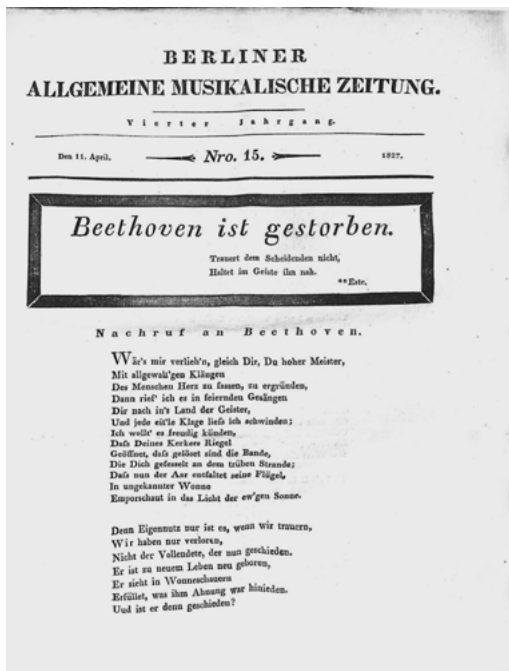 BERLINER
ALLGEMEINE MUSIKALISCHE ZEITUNG.
Vierter Jahrgang.
Den 11. April. Nro. 15. 1827.
Beethoven ist gestorben.
Trauert dem Scheidenden nicht,
Haltet im Geiste ihn nah.
**Este.
Nachruf an Beethoven.
Wär's mir verlieh'n, gleich Dir, Du hoher Meister,
Mit allgewalt'gen Klängen
Des Menschen Herz zu fassen, zu ergründen,
Dann rief' ich es in feiernden Gesängen
Dir nach in's Land der Geister,
Und jede eit'le Klage liefs ich schwinden;
Ich wollt' es freudig künden,
Dafs Deines Kerkers Riegel
Geöffnet, dafs gelöset sind die Bande,
Die Dich gefesselt an dem trüben Strande;
Dafs nun der Aar entfaltet seine Flügel,
In ungekannter Wonne
Emporschaut in das Licht der ew'gen Sonne.
Denn Eigennutz nur ist es, wenn wir trauern,
Wir haben nur verloren,
Nicht der Vollendete, der nun geschieden.
Er ist zu neuem Leben neu geboren,
Er sieht in Wonneschauern
Erfüllet, was ihm Ahnung war hinieden.
Und ist er denn geschieden?